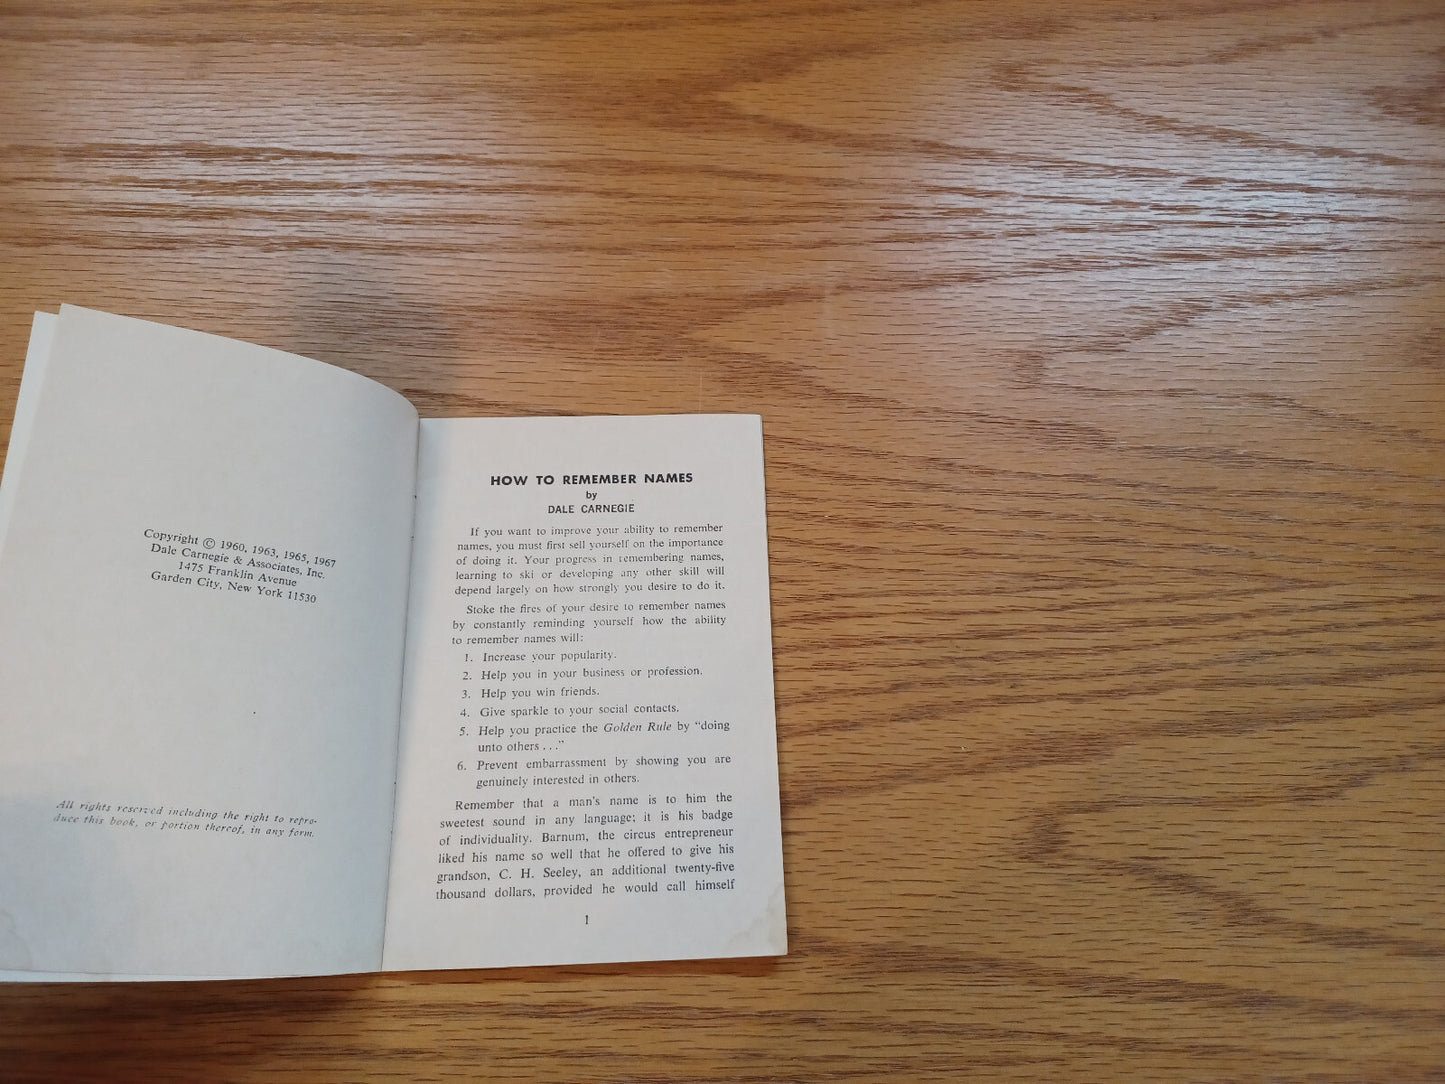 Copyright © 1960, 1963, 1965, 1967
Dale Carnegie & Associates, Inc.
1475 Franklin Avenue
Garden City, New York 11530
All rights reserved including the right to repro-
duce this book, or portion thereof, in any form.
HOW TO REMEMBER NAMES
by
DALE CARNEGIE
If you want to improve your ability to remember
names, you must first sell yourself on the importance
of doing it. Your progress in remembering names,
learning to ski or developing any other skill will
depend largely on how strongly you desire to do it.
Stoke the fires of your desire to remember names
by constantly reminding yourself how the ability
to remember names will:
1. Increase your popularity.
2. Help you in your business or profession.
3. Help you win friends.
4. Give sparkle to your social contacts.
5. Help you practice the Golden Rule by "doing
unto others . . ."
6. Prevent embarrassment by showing you are
genuinely interested in others.
Remember that a man's name is to him the
sweetest sound in any language; it is his badge
of individuality. Barnum, the circus entrepreneur
liked his name so well that he offered to give his
grandson, C. H. Seeley, an additional twenty-five
thousand dollars, provided he would call himself
1